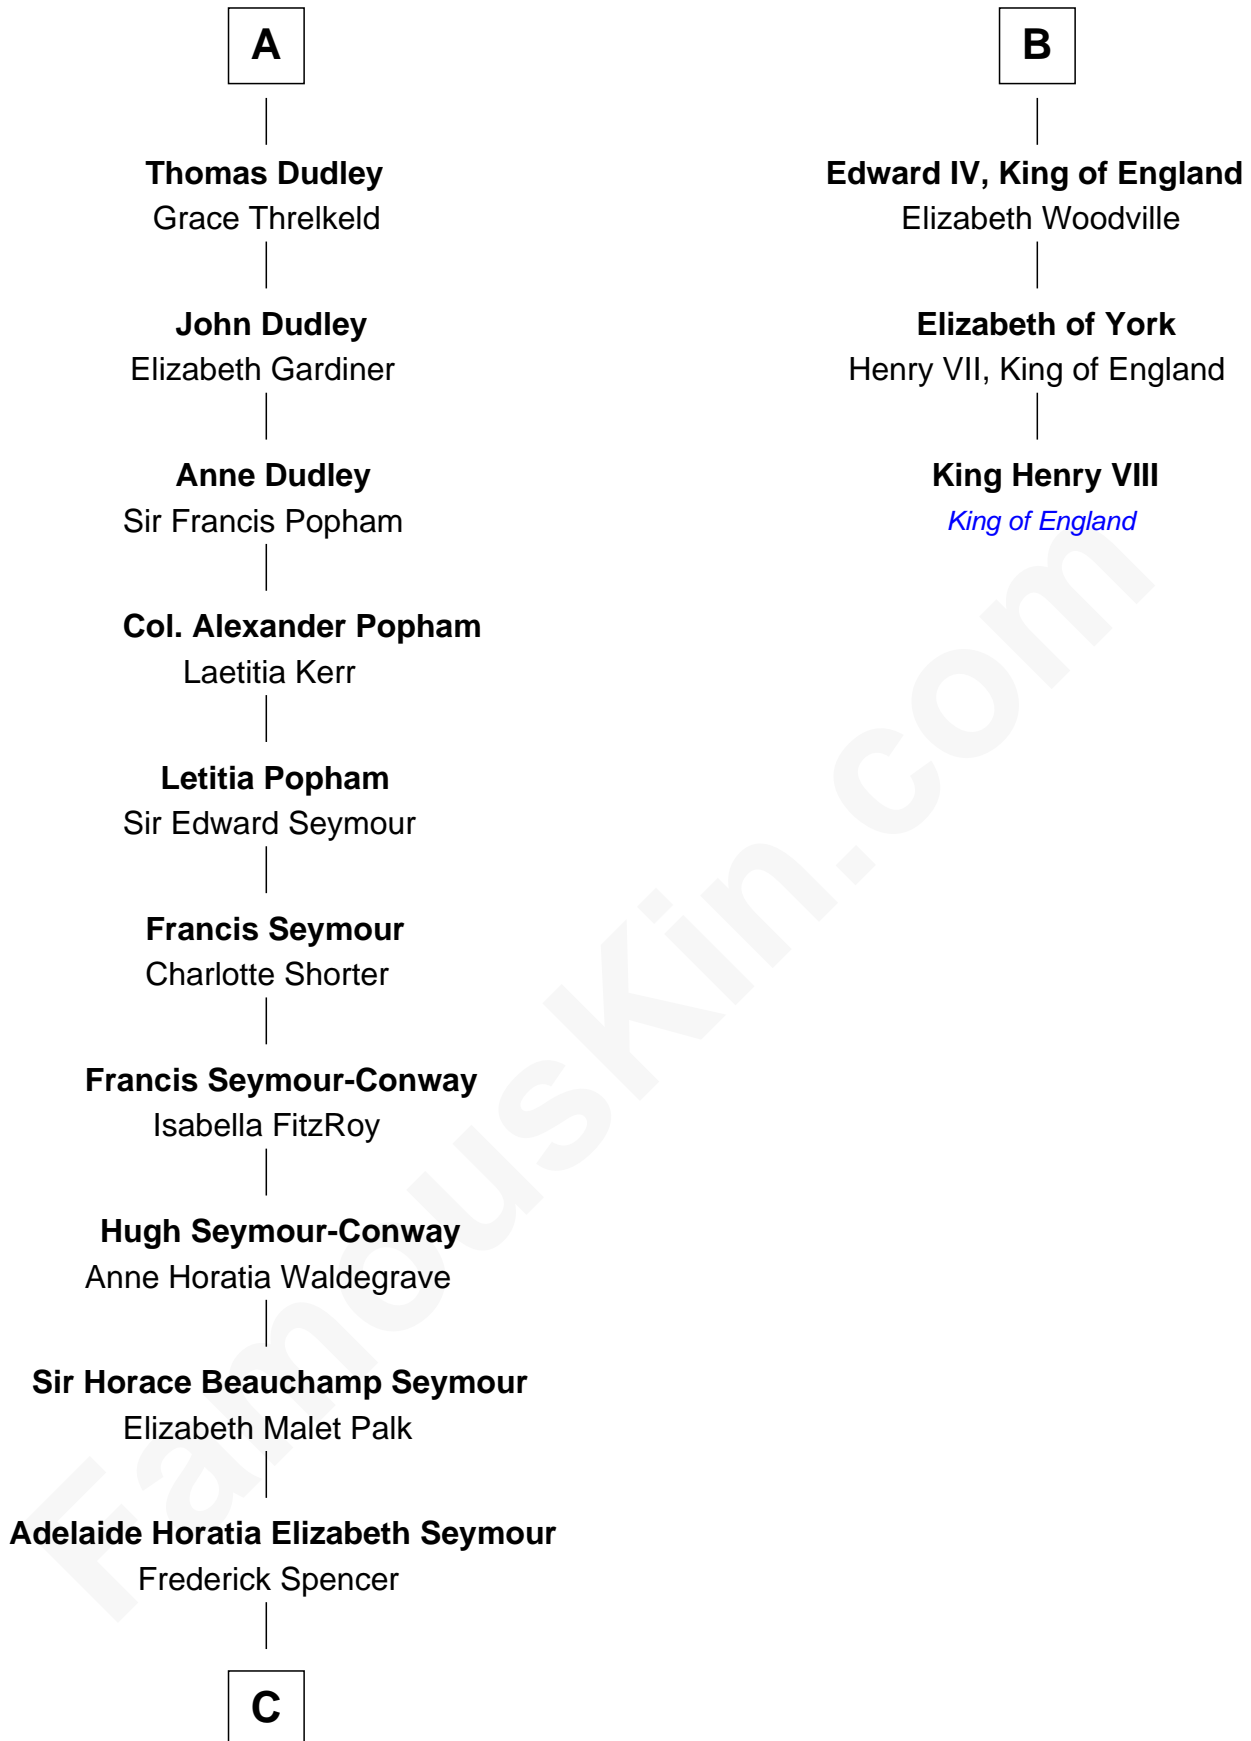 A
Thomas Dudley
Grace Threlkeld
John Dudley
Elizabeth Gardiner
Anne Dudley
Sir Francis Popham
Col. Alexander Popham
Laetitia Kerr
Letitia Popham
Sir Edward Seymour
Francis Seymour
Charlotte Shorter
Francis Seymour-Conway
Isabella FitzRoy
Hugh Seymour-Conway
Anne Horatia Waldegrave
Sir Horace Beauchamp Seymour
Elizabeth Malet Palk
Adelaide Horatia Elizabeth Seymour
Frederick Spencer
C
B
Edward IV, King of England
Elizabeth Woodville
Elizabeth of York
Henry VII, King of England
King Henry VIII
King of England
FamousKin.com